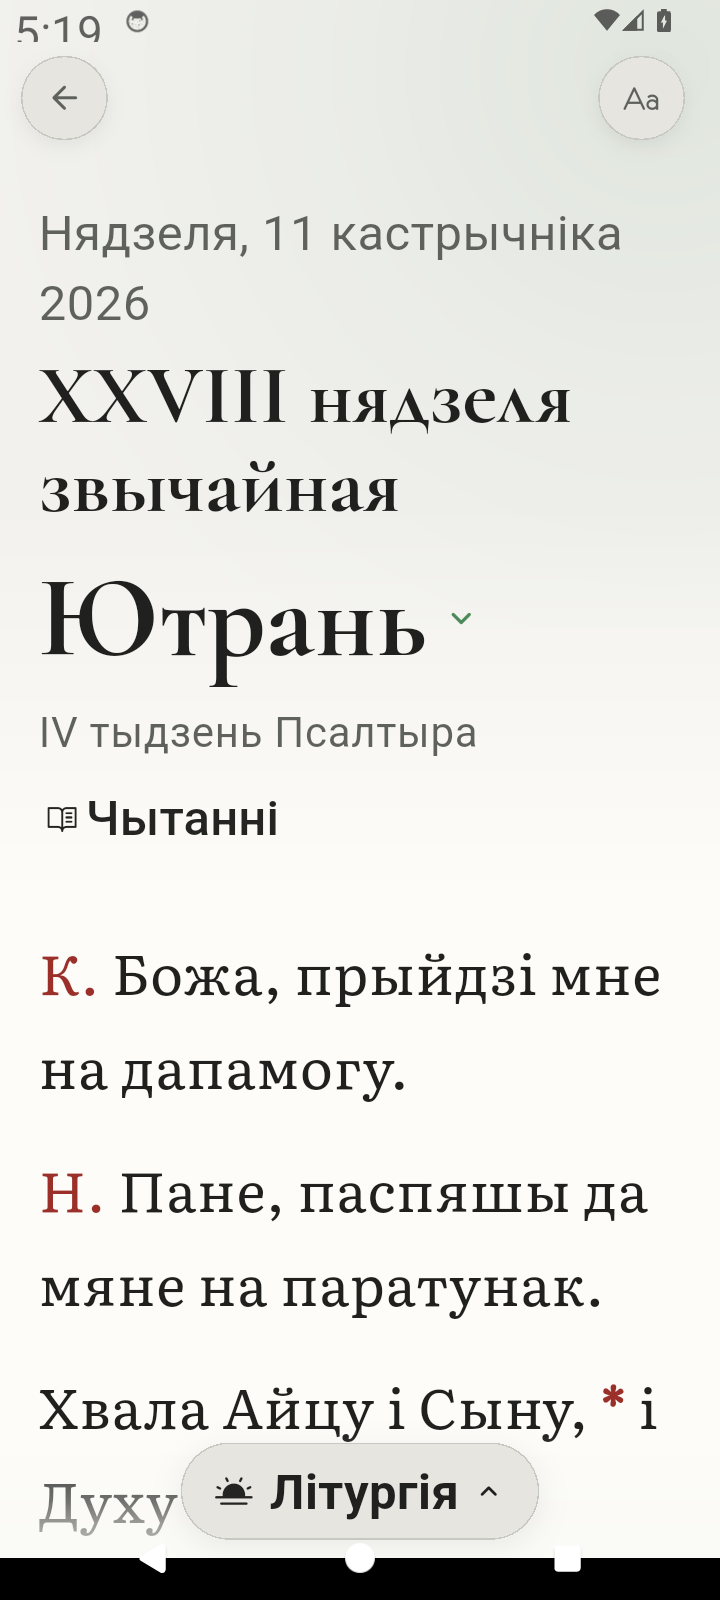 5:19
Aa
Нядзеля, 11 кастрычніка
2026
XXVIII нядзеля
звычайная
Ютрань
IV тыдзень Псалтыра
Чытанні
К. Божа, прыйдзі мне
на дапамогу.
Н. Пане, паспяшы да
мяне на паратунак.
Хвала Айцу і Сыну, * і
Духу
Літургія